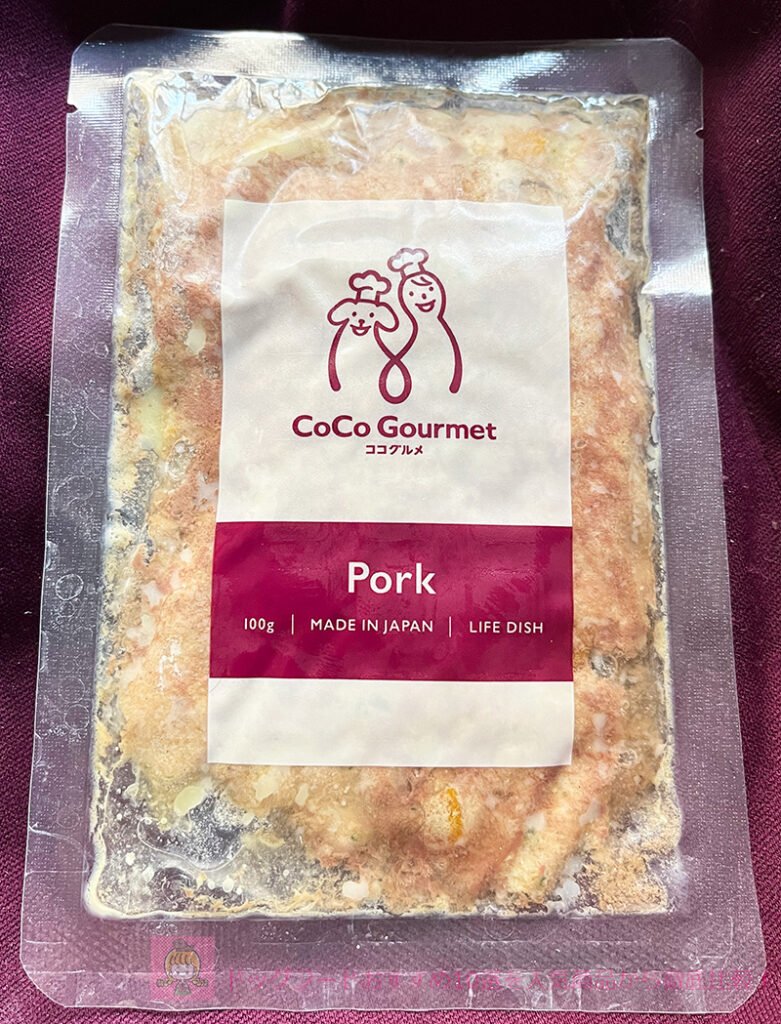 CoCo Gourmet
ココグルメ
Pork
100g | MADE IN JAPAN | LIFE DISH